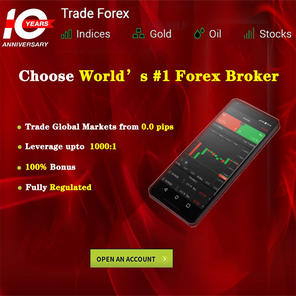 10 YEARS
ANNIVERSARY
Trade Forex
Indices Gold Oil Stocks
Choose World's #1 Forex Broker
Trade Global Markets from 0.0 pips
Leverage upto 1000:1
100% Bonus
Fully Regulated
OPEN AN ACCOUNT